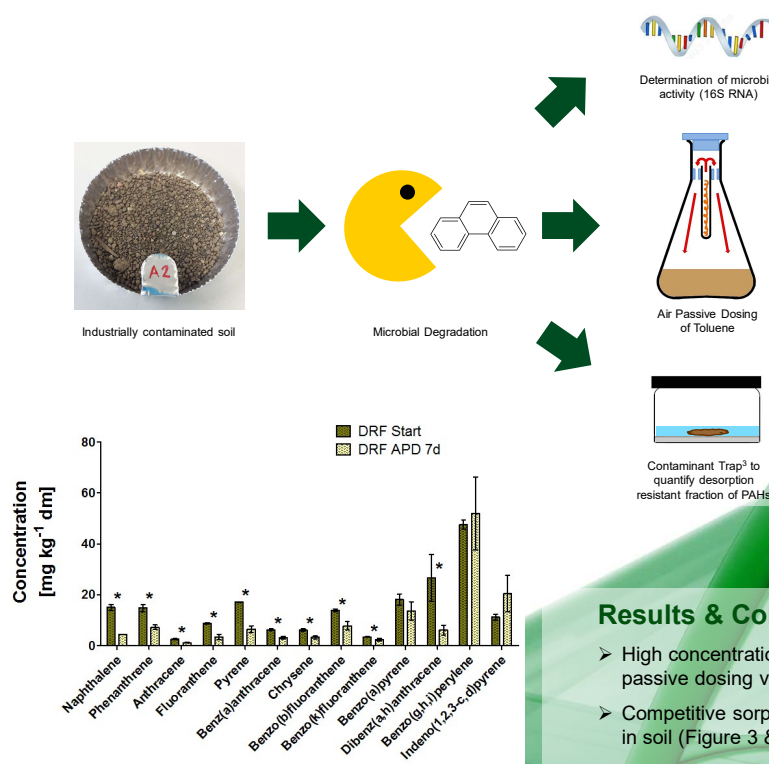 Determination of microbi
activity (16S RNA)
A2
Industrially contaminated soil
Microbial Degradation
Air Passive Dosing
of Toluene
Contaminant Trap³ to
quantify desorption
resistant fraction of PAHs
DRF Start
DRF APD 7d
Concentration
[mg kg⁻¹ dm]
80
60
40
20
0
* * * * * * * * * *
Naphthalene
Phenanthrene
Anthracene
Fluoranthene
Pyrene
Benz(a)anthracene
Chrysene
Benzo(b)fluoranthene
Benzo(k)fluoranthene
Benzo(a)pyrene
Dibenz(a,h)anthracene
Benzo(g,h,i)perylene
Indeno(1,2,3-c,d)pyrene
Results & Co
➢ High concentratio
passive dosing v
➢ Competitive sorp
in soil (Figure 3 &